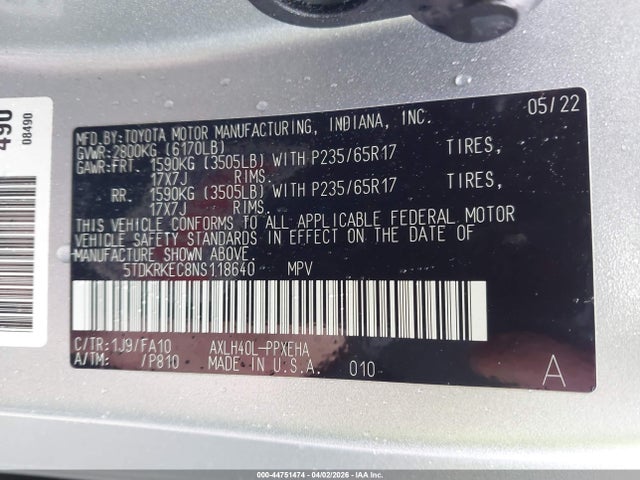 490
08490
MFD.BY:TOYOTA MOTOR MANUFACTURING, INDIANA, INC. 05/22
GVWR:2800KG (6170LB)
GAWR:FRT. 1590KG (3505LB) WITH P235/65R17 TIRES,
17X7J RIMS.
RR. 1590KG (3505LB) WITH P235/65R17 TIRES,
17X7J RIMS.
THIS VEHICLE CONFORMS TO ALL APPLICABLE FEDERAL MOTOR
VEHICLE SAFETY STANDARDS IN EFFECT ON THE DATE OF
MANUFACTURE SHOWN ABOVE.
5TDKRKEC8NS118640 MPV
C/TR:1J9/FA10 AXLH40L-PPXEHA
A/TM: /P810 MADE IN U.S.A. 010 A
000-44751474 | 04/02/2026 - IAAI.COM